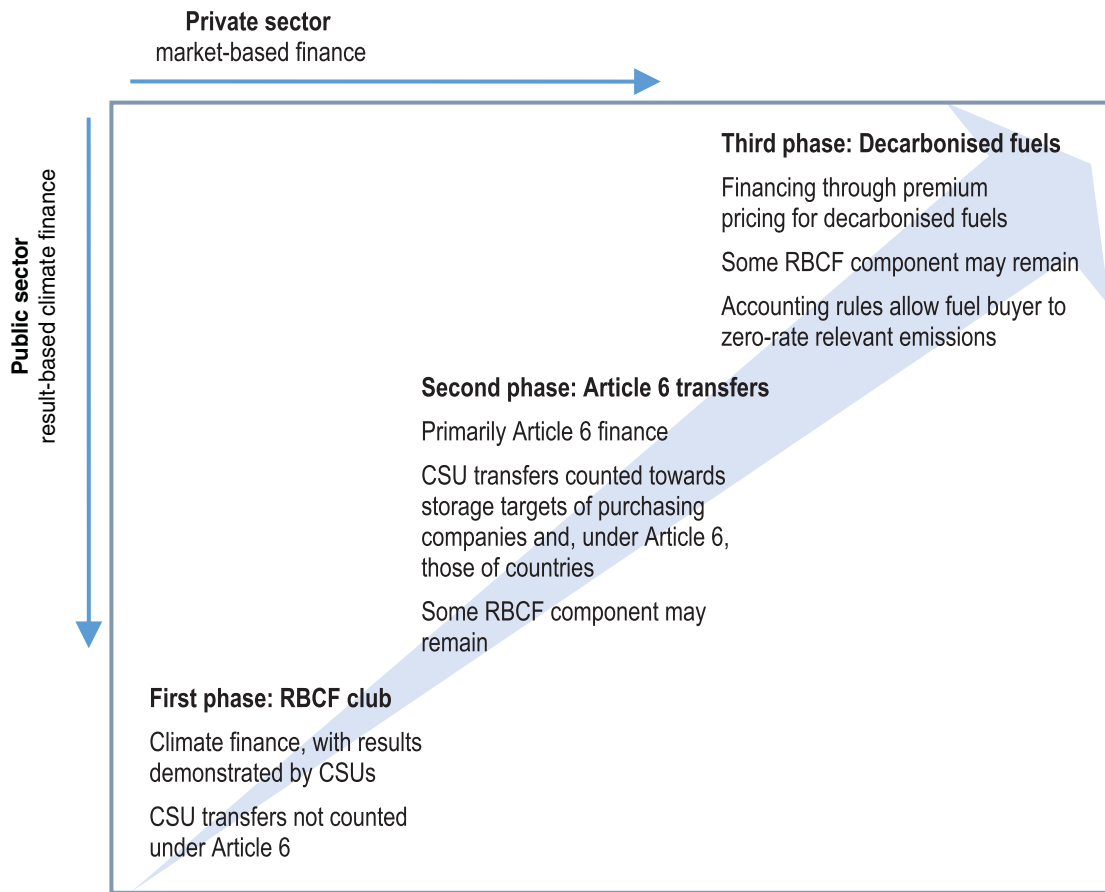 Private sector
market-based finance
Public sector
result-based climate finance
Third phase: Decarbonised fuels
Financing through premium
pricing for decarbonised fuels
Some RBCF component may remain
Accounting rules allow fuel buyer to
zero-rate relevant emissions
Second phase: Article 6 transfers
Primarily Article 6 finance
CSU transfers counted towards
storage targets of purchasing
companies and, under Article 6,
those of countries
Some RBCF component may
remain
First phase: RBCF club
Climate finance, with results
demonstrated by CSUs
CSU transfers not counted
under Article 6